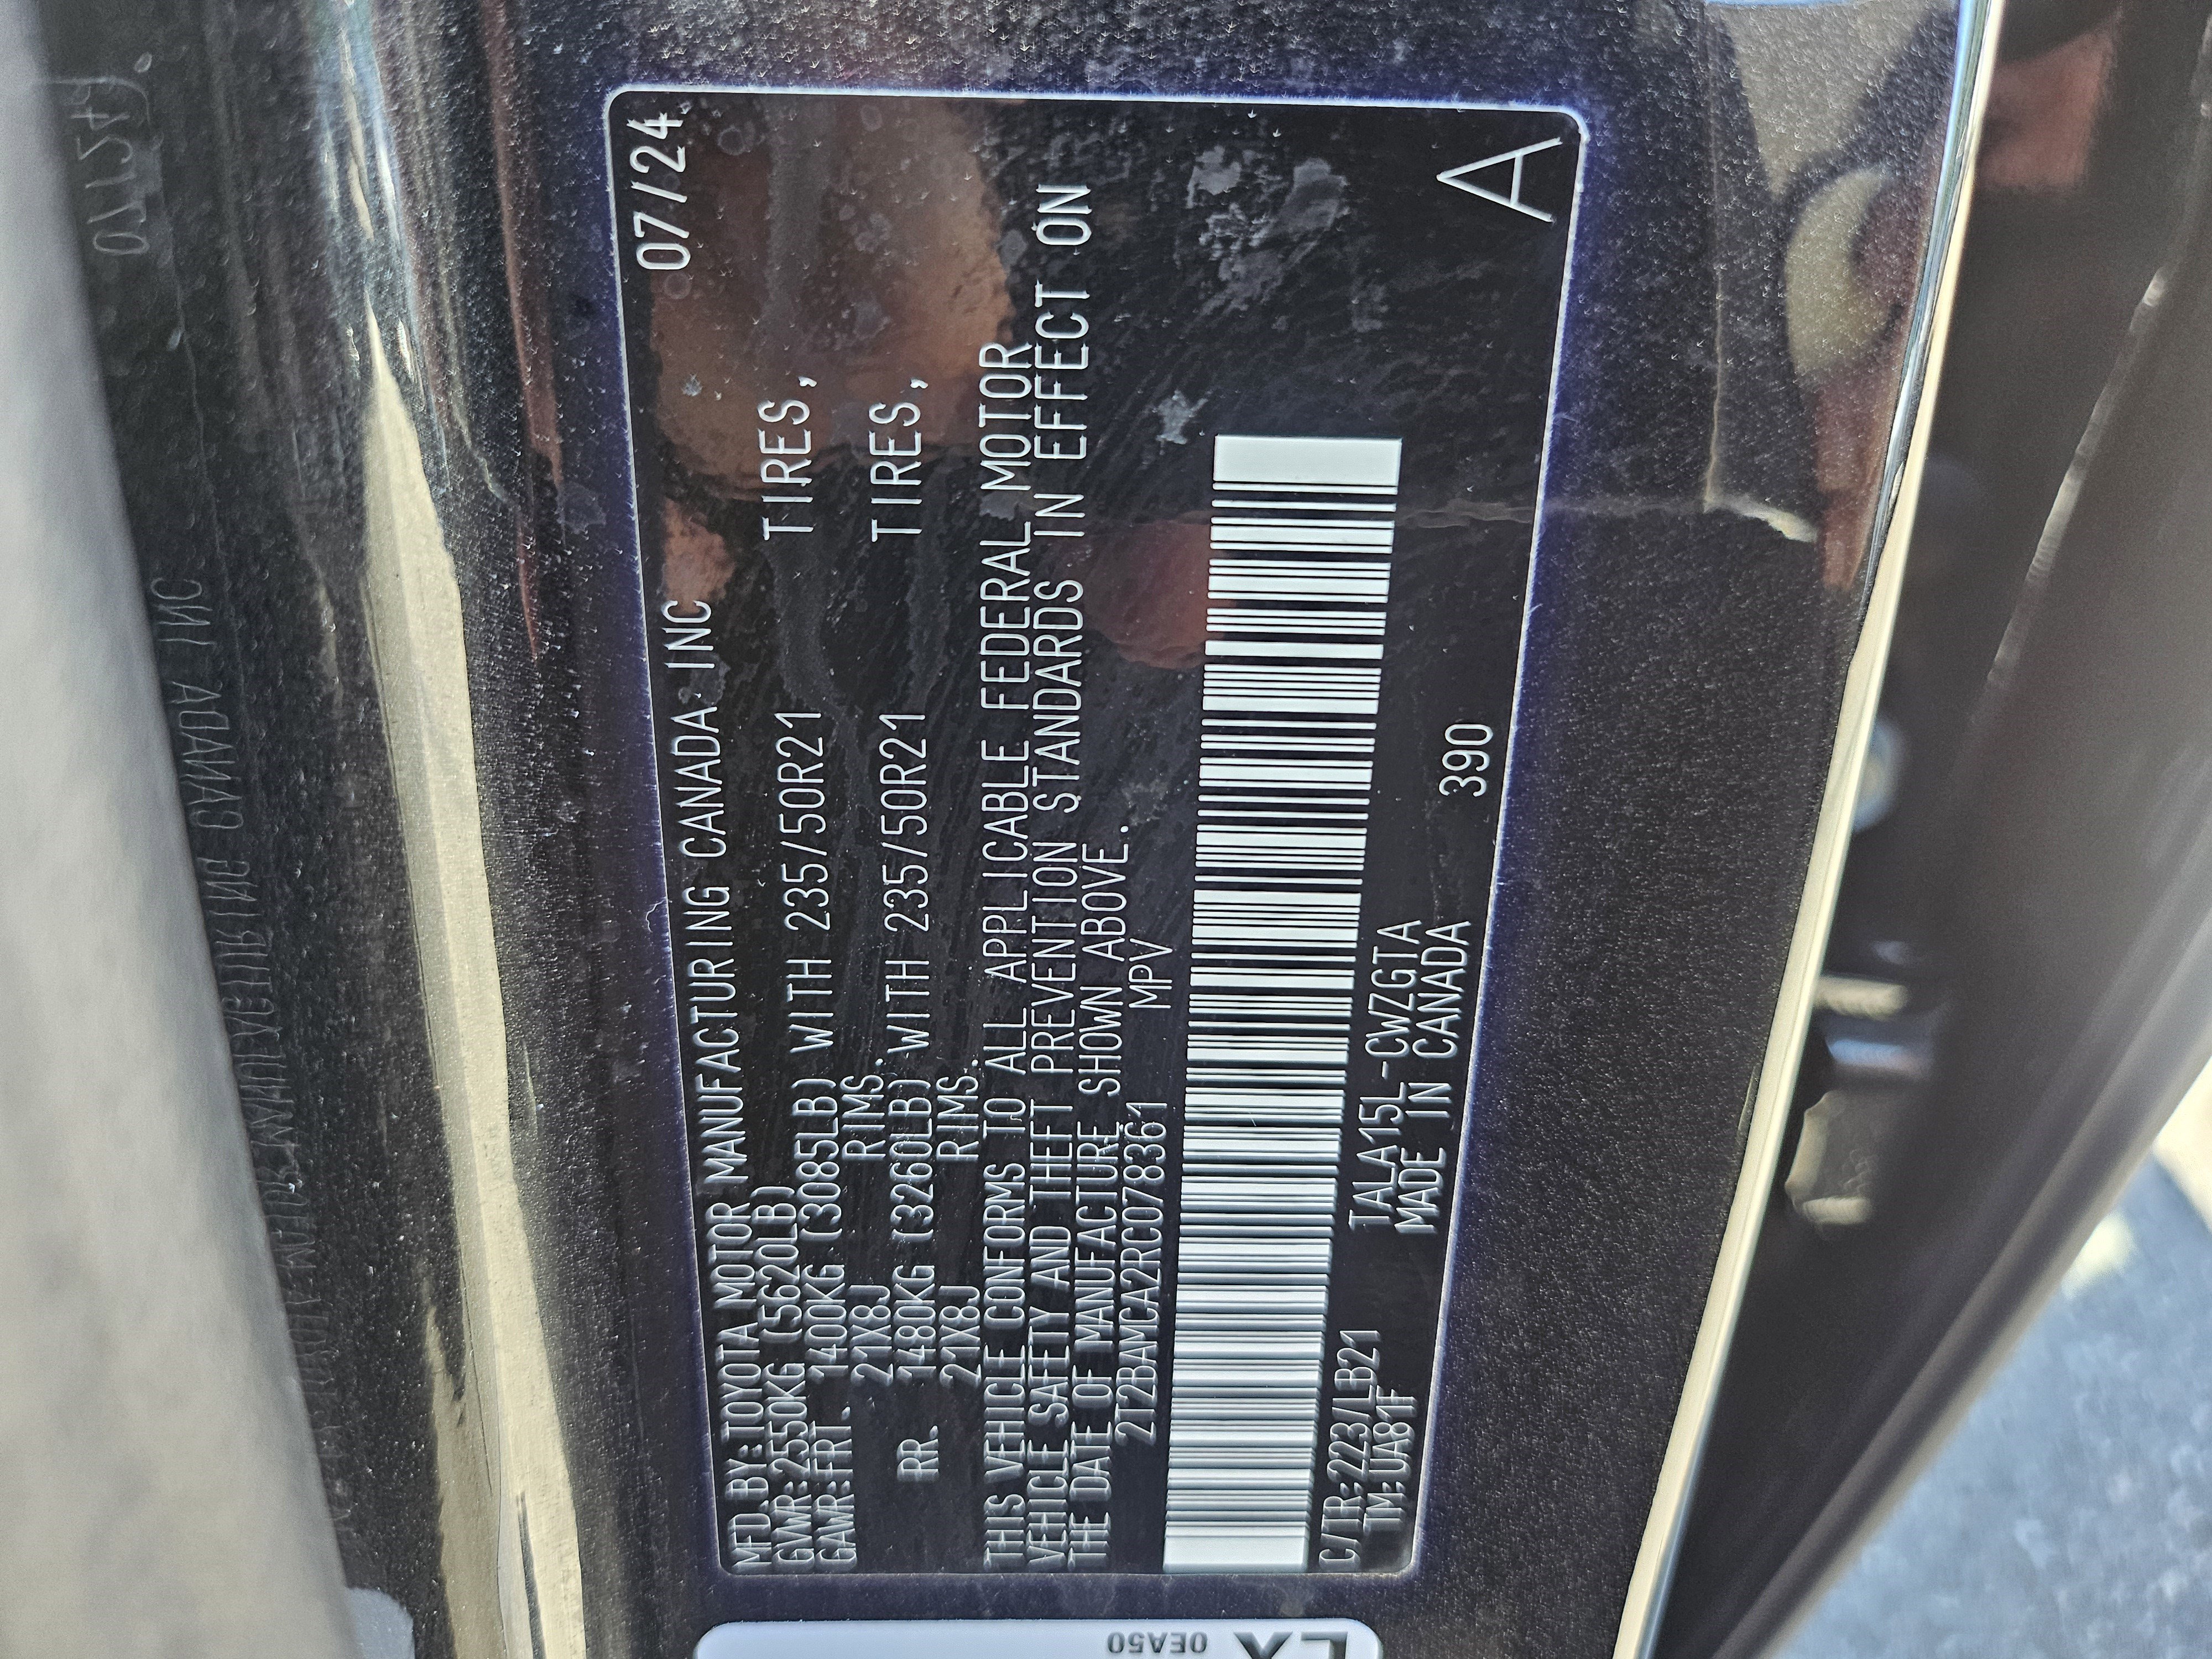 07/24
MFD.BY:TOYOTA MOTOR MANUFACTURING CANADA INC
GVWR:2550KG (5620LB)
GAWR:FRT. 1400KG (3085LB) WITH 235/50R21 TIRES,
21X8J RIMS.
RR. 1480KG (3260LB) WITH 235/50R21 TIRES,
21X8J RIMS.
THIS VEHICLE CONFORMS TO ALL APPLICABLE FEDERAL MOTOR
VEHICLE SAFETY AND THEFT PREVENTION STANDARDS IN EFFECT ON
THE DATE OF MANUFACTURE SHOWN ABOVE.
2T2BAMCA2RC078361 MPV
C/TR:223/LB21 TALA15L-CWZGTA
TM:UA81F MADE IN CANADA 390
A
0EA50